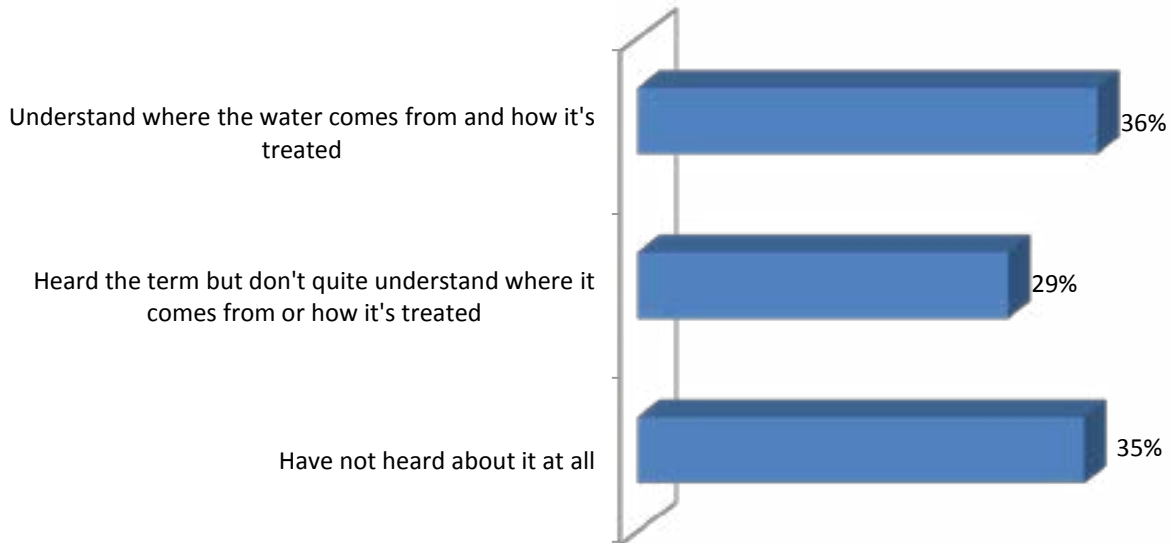 Understand where the water comes from and how it's
treated
36%
Heard the term but don't quite understand where it
comes from or how it's treated
29%
Have not heard about it at all
35%